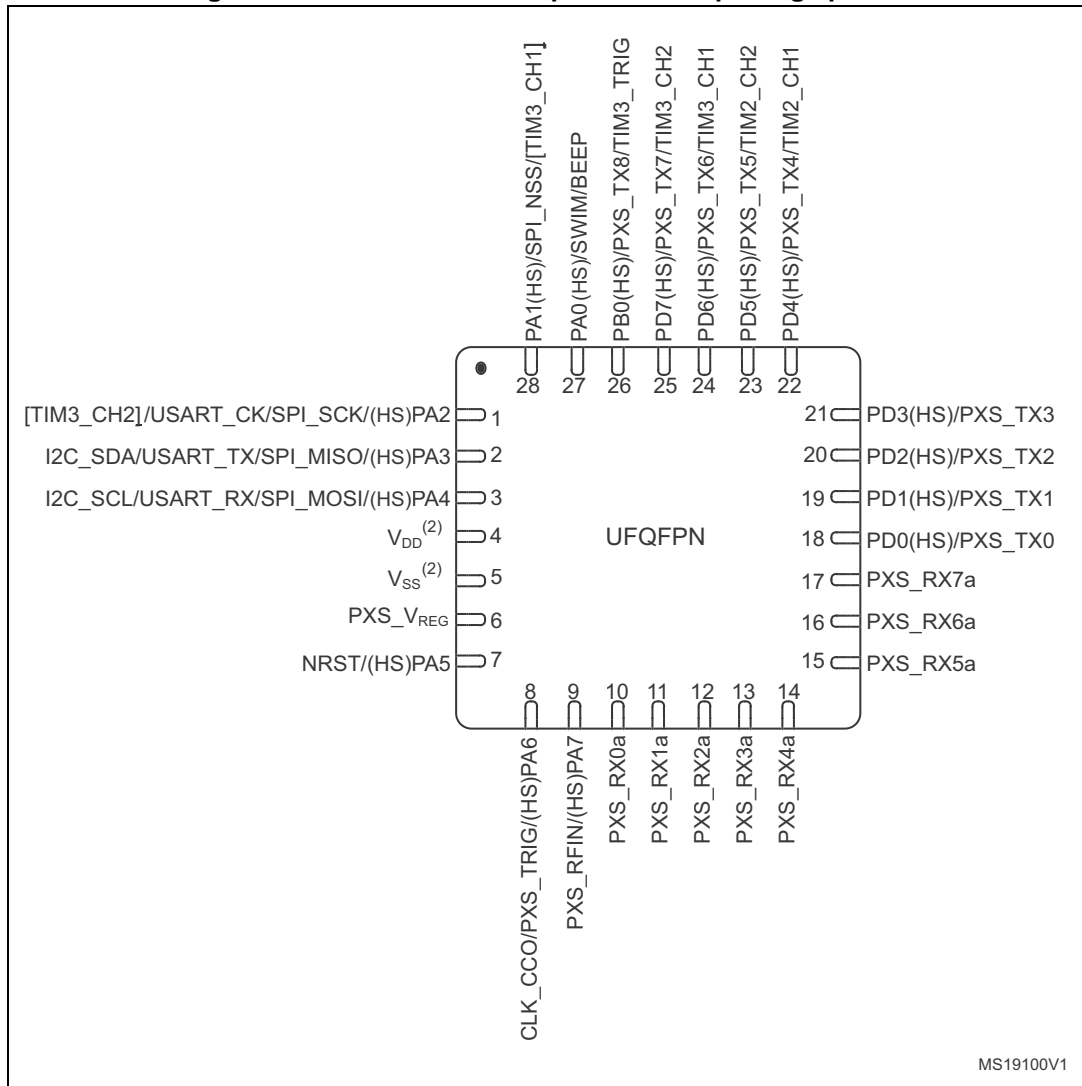 PA1(HS)/SPI_NSS/[TIM3_CH1]
PA0(HS)/SWIM/BEEP
PB0(HS)/PXS_TX8/TIM3_TRIG
PD7(HS)/PXS_TX7/TIM3_CH2
PD6(HS)/PXS_TX6/TIM3_CH1
PD5(HS)/PXS_TX5/TIM2_CH2
PD4(HS)/PXS_TX4/TIM2_CH1
28 27 26 25 24 23 22
[TIM3_CH2]/USART_CK/SPI_SCK/(HS)PA2 1
I2C_SDA/USART_TX/SPI_MISO/(HS)PA3 2
I2C_SCL/USART_RX/SPI_MOSI/(HS)PA4 3
VDD(2) 4
VSS(2) 5
PXS_VREG 6
NRST/(HS)PA5 7
UFQFPN
21 PD3(HS)/PXS_TX3
20 PD2(HS)/PXS_TX2
19 PD1(HS)/PXS_TX1
18 PD0(HS)/PXS_TX0
17 PXS_RX7a
16 PXS_RX6a
15 PXS_RX5a
8 9 10 11 12 13 14
CLK_CCO/PXS_TRIG/(HS)PA6
PXS_RFIN/(HS)PA7
PXS_RX0a
PXS_RX1a
PXS_RX2a
PXS_RX3a
PXS_RX4a
MS19100V1